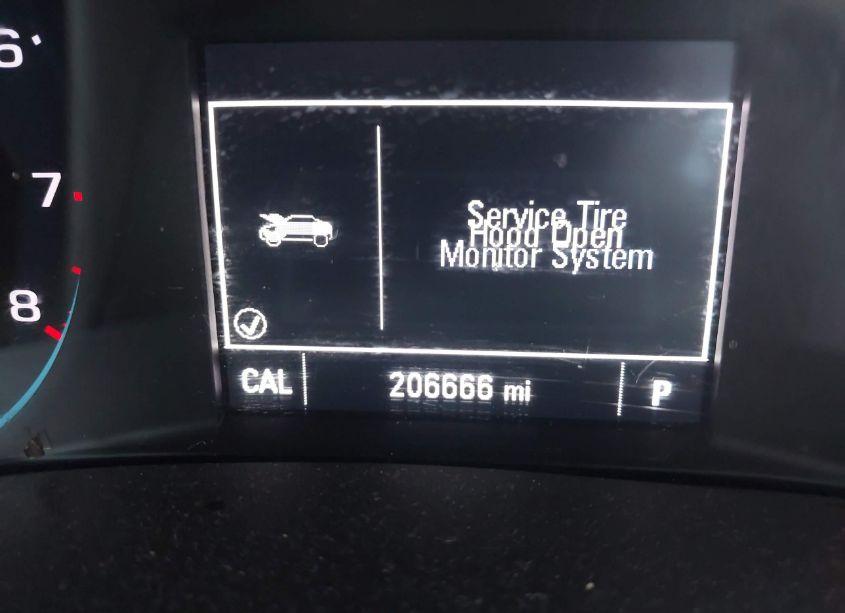 6
7
8
Service Tire
Hood Open
Monitor System
CAL 206666 mi P